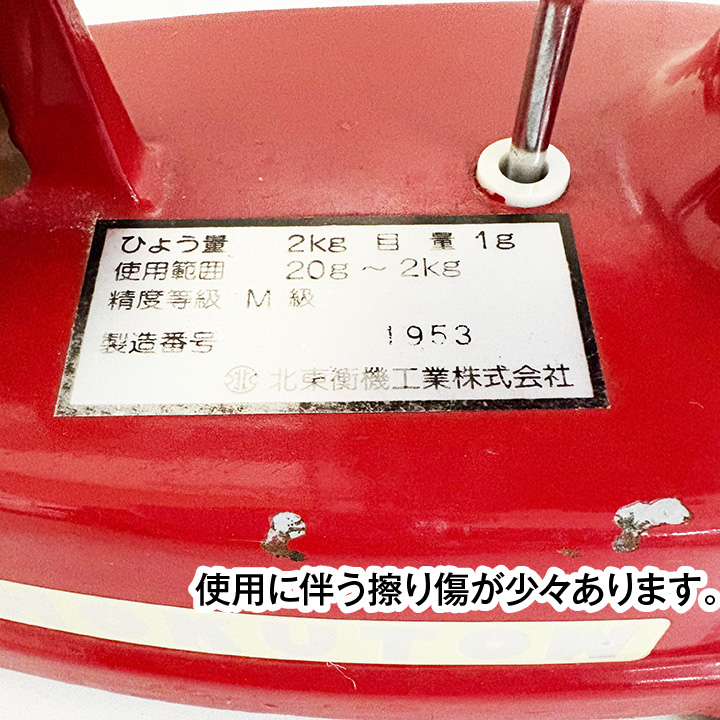 ひょう量 2kg 目量 1g
使用範囲 20g～2kg
精度等級 M 級
製造番号 1953
北 北東衡機工業株式会社
使用に伴う擦り傷が少々あります。
HOKUTOW